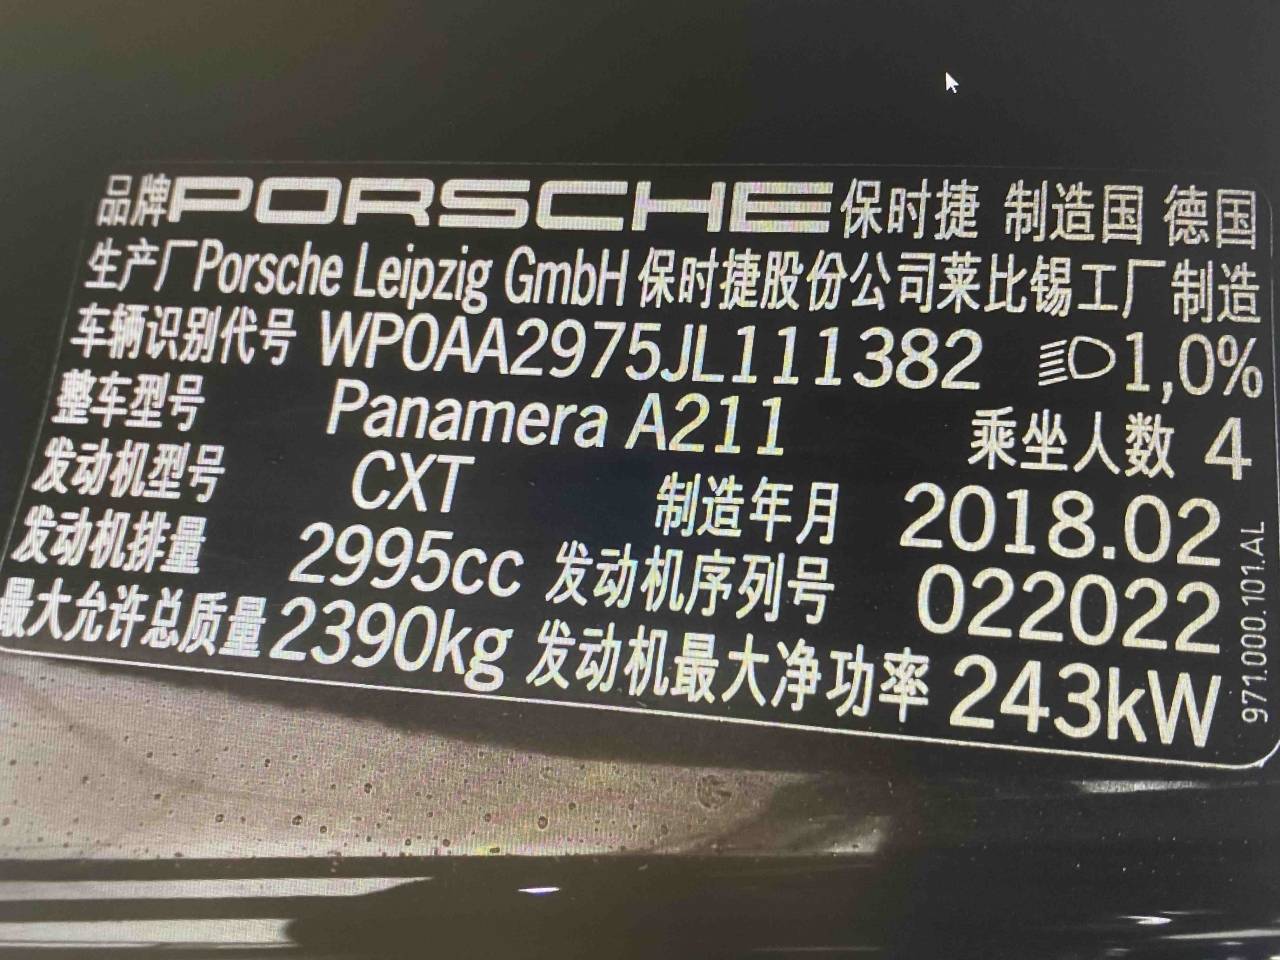 品牌PORSCHE保时捷 制造国 德国
生产厂Porsche Leipzig GmbH保时捷股份公司莱比锡工厂制造
车辆识别代号 WP0AA2975JL111382 1,0%
整车型号 Panamera A211 乘坐人数 4
发动机型号 CXT 制造年月 2018.02
发动机排量 2995cc 发动机序列号 022022
最大允许总质量 2390kg 发动机最大净功率 243kW
971.000.101.AL